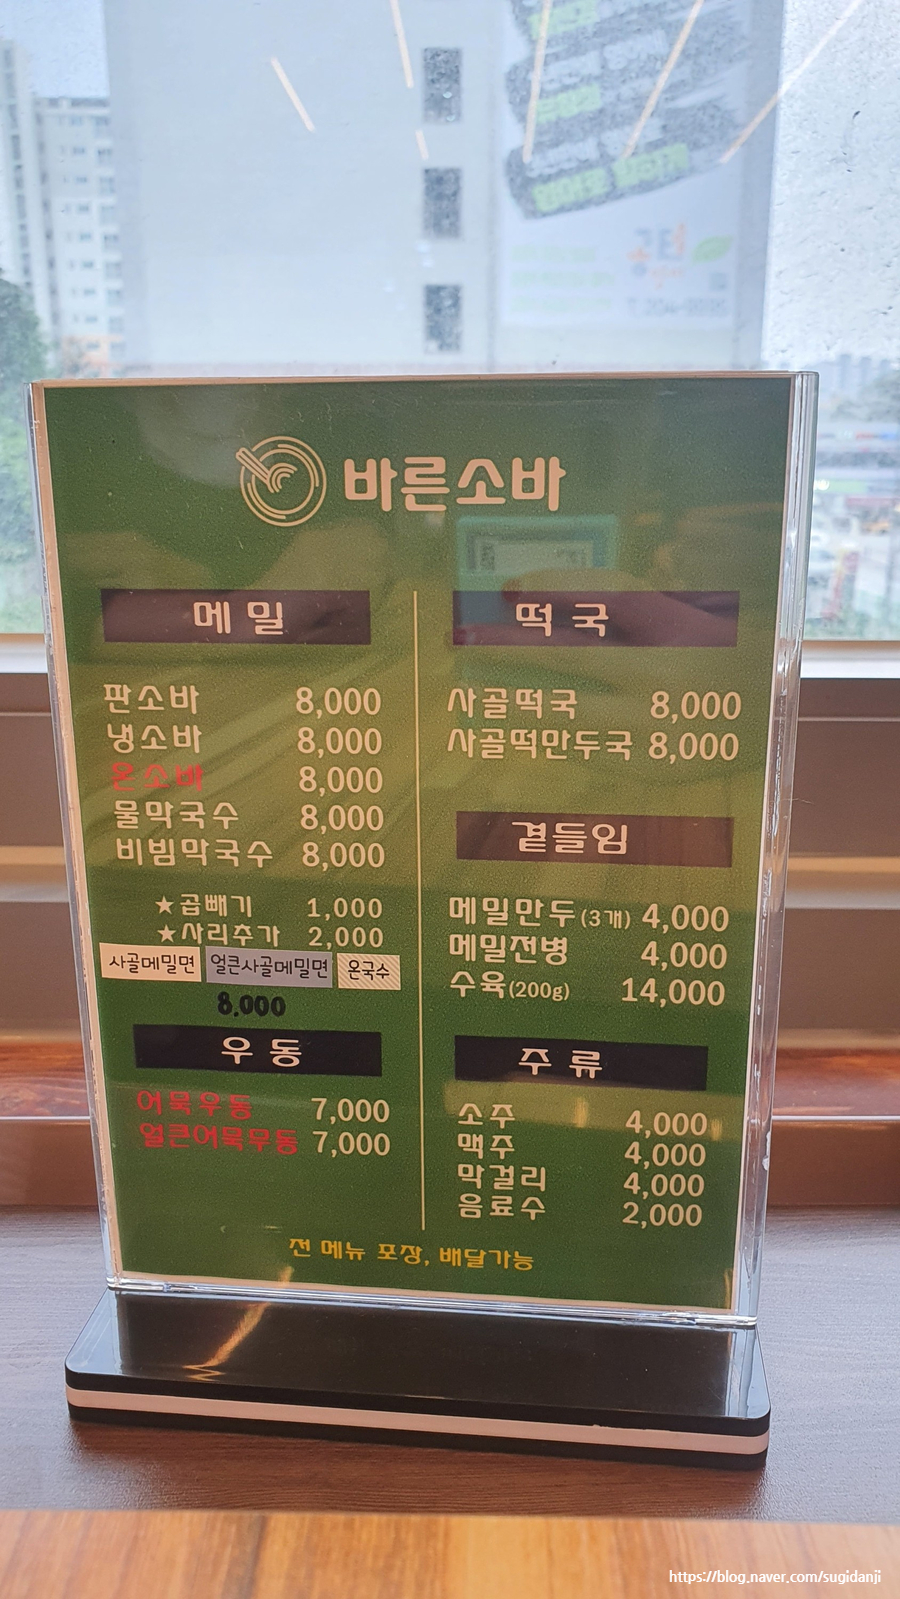 바른소바
메밀
판소바 8,000
냉소바 8,000
온소바 8,000
물막국수 8,000
비빔막국수 8,000
★곱빼기 1,000
★사리추가 2,000
사골메밀면 얼큰사골메밀면 온국수
8,000
우동
어묵우동 7,000
얼큰어묵우동 7,000
떡국
사골떡국 8,000
사골떡만두국 8,000
곁들임
메밀만두(3개) 4,000
메밀전병 4,000
수육(200g) 14,000
주류
소주 4,000
맥주 4,000
막걸리 4,000
음료수 2,000
전 메뉴 포장, 배달가능
https://blog.naver.com/sugidanji